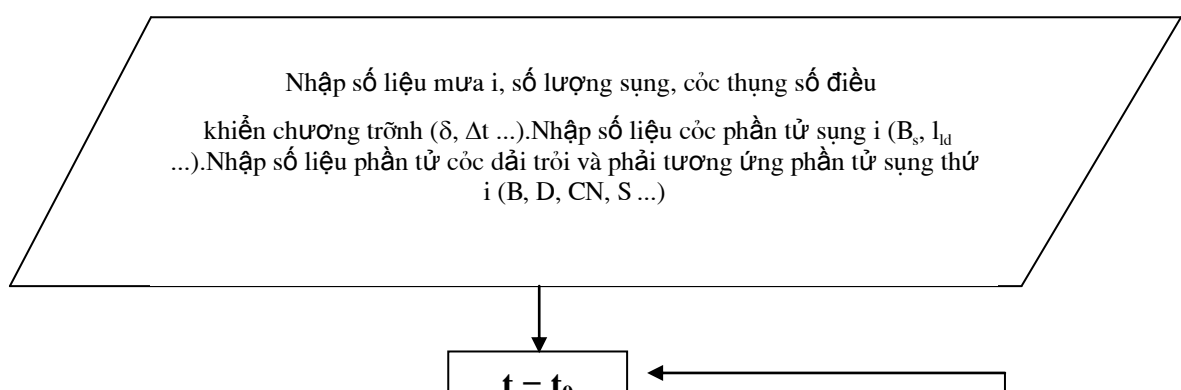 Nhập số liệu mưa i, số lượng sụng, cỏc thụng số điều
khiển chương trỡnh (δ, Δt ...).Nhập số liệu cỏc phần tử sụng i (Bs, lld
...).Nhập số liệu phần tử cỏc dải trỏi và phải tương ứng phần tử sụng thứ
i (B, D, CN, S ...)
t = t0